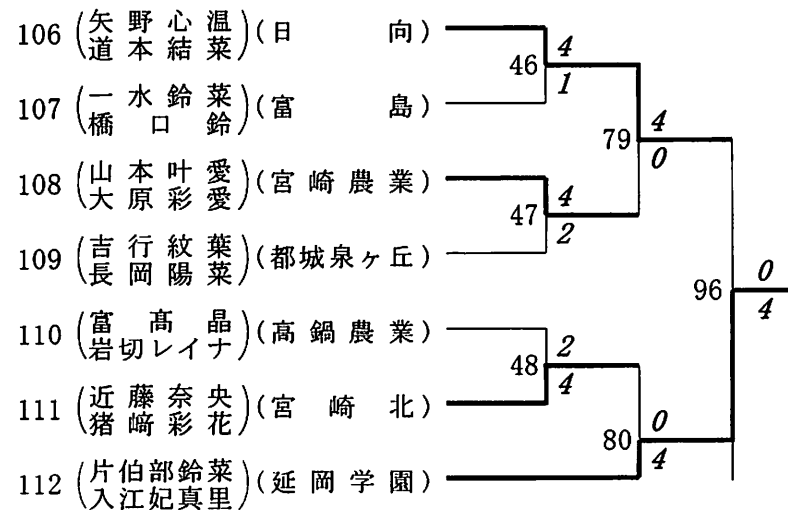 106 (矢野心温 道本結菜) (日向)
46 4 1
107 (一水鈴菜 橋口鈴) (富島)
79 4 0
108 (山本叶愛 大原彩愛) (宮崎農業)
47 4 2
109 (吉行紋葉 長岡陽菜) (都城泉ヶ丘)
96 0 4
110 (富髙晶 岩切レイナ) (高鍋農業)
48 2 4
111 (近藤奈央 猪﨑彩花) (宮崎北)
80 0 4
112 (片伯部鈴菜 入江妃真里) (延岡学園)